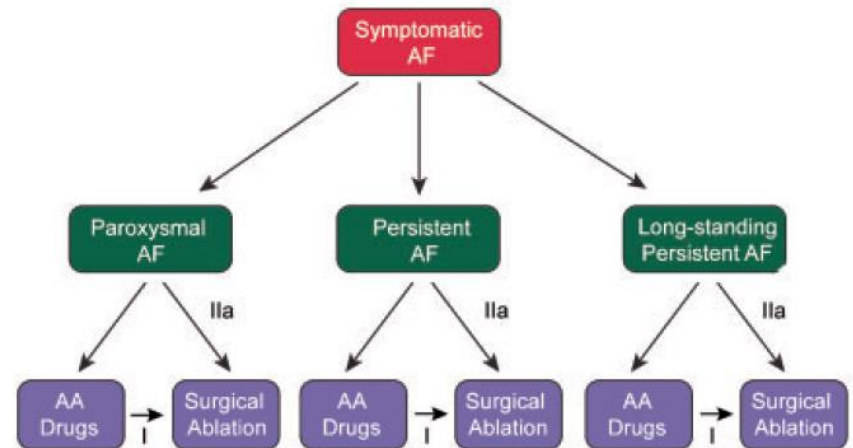 Symptomatic
AF
Paroxysmal
AF
Persistent
AF
Long-standing
Persistent AF
IIa
IIa
AA
Drugs
I
Surgical
Ablation
AA
Drugs
I
Surgical
Ablation
AA
Drugs
I
Surgical
Ablation